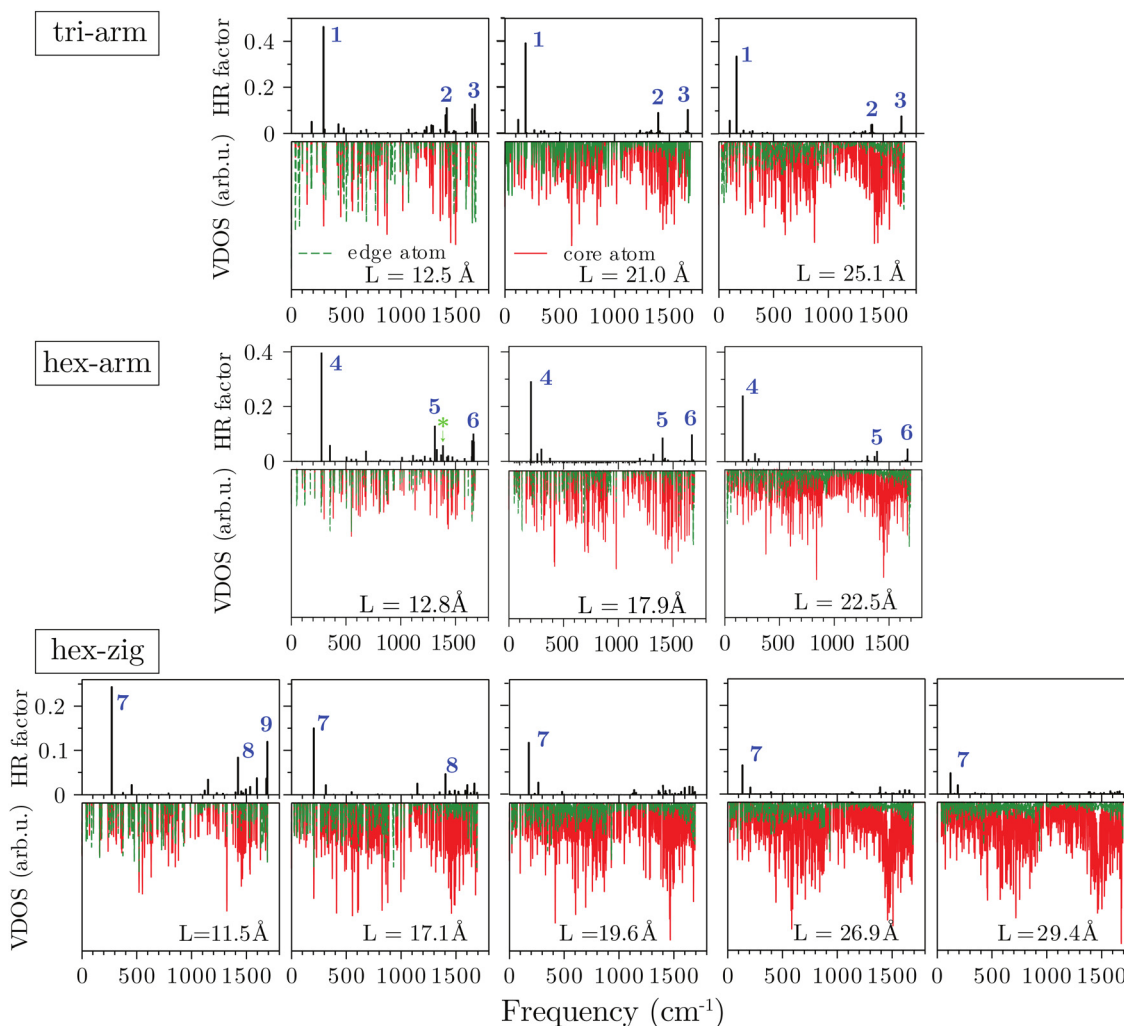 tri-arm
HR factor
0.4
0.2
0
1
2
3
1
2
3
1
2
3
VDOS (arb.u.)
edge atom
core atom
L = 12.5 Å
L = 21.0 Å
L = 25.1 Å
0 500 1000 1500
0 500 1000 1500
0 500 1000 1500
hex-arm
HR factor
0.4
0.2
0
4
5
*
6
4
5
6
4
5
6
VDOS (arb.u.)
L = 12.8Å
L = 17.9Å
L = 22.5Å
0 500 1000 1500
0 500 1000 1500
0 500 1000 1500
hex-zig
HR factor
0.2
0.1
0
7
8
9
7
8
7
7
7
VDOS (arb.u.)
L=11.5Å
L = 17.1Å
L =19.6Å
L = 26.9Å
L =29.4Å
0 500 1000 1500
0 500 1000 1500
0 500 1000 1500
0 500 1000 1500
0 500 1000 1500
Frequency (cm-1)